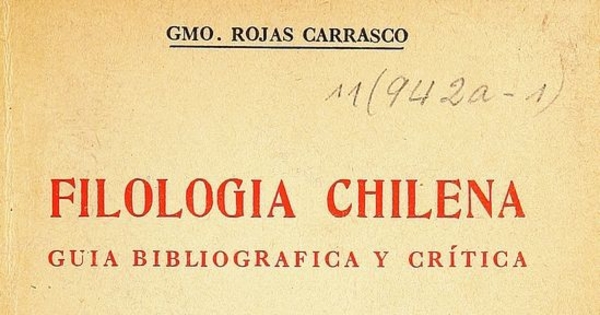 GMO. ROJAS CARRASCO
11(942a-1)
FILOLOGIA CHILENA
GUIA BIBLIOGRAFICA Y CRÍTICA